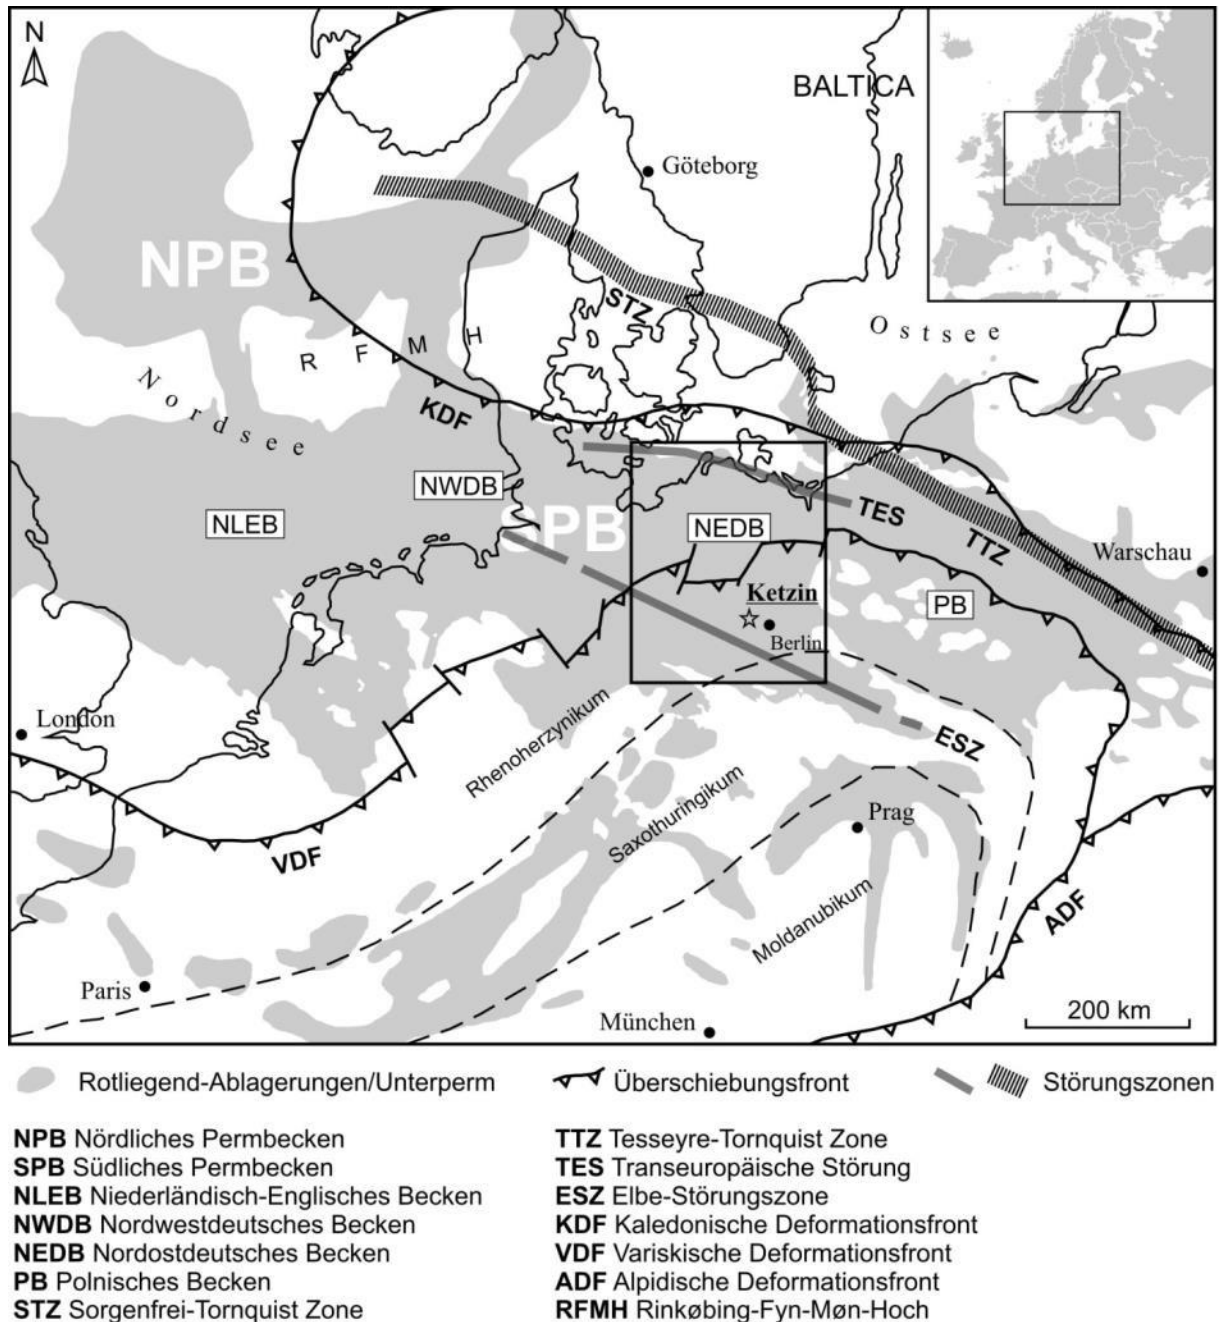 N
BALTICA
Göteborg
NPB
STZ
Ostsee
R F M H
Nordsee
KDF
NWDB
NLEB
SPB
NEDB
TES
TTZ
Warschau
Ketzin
PB
Berlin
London
Rhenoherzynikum
ESZ
Saxothuringikum
Prag
VDF
Moldanubikum
ADF
Paris
München
200 km
Rotliegend-Ablagerungen/Unterperm
Überschiebungsfront
Störungszonen
NPB Nördliches Permbecken
SPB Südliches Permbecken
NLEB Niederländisch-Englisches Becken
NWDB Nordwestdeutsches Becken
NEDB Nordostdeutsches Becken
PB Polnisches Becken
STZ Sorgenfrei-Tornquist Zone
TTZ Tesseyre-Tornquist Zone
TES Transeuropäische Störung
ESZ Elbe-Störungszone
KDF Kaledonische Deformationsfront
VDF Variskische Deformationsfront
ADF Alpidische Deformationsfront
RFMH Rinkøbing-Fyn-Møn-Hoch